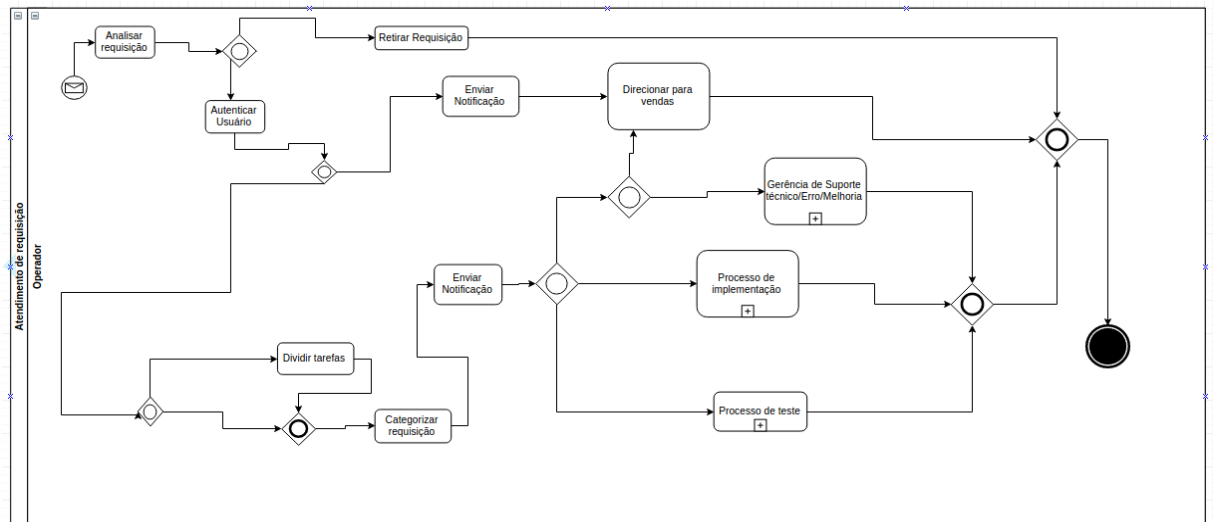 Atendimento de requisição
Operador
Analisar
requisição
Retirar Requisição
Autenticar
Usuário
Enviar
Notificação
Direcionar para
vendas
Gerência de Suporte
técnico/Erro/Melhoria
Enviar
Notificação
Processo de
implementação
Dividir tarefas
Categorizar
requisição
Processo de teste